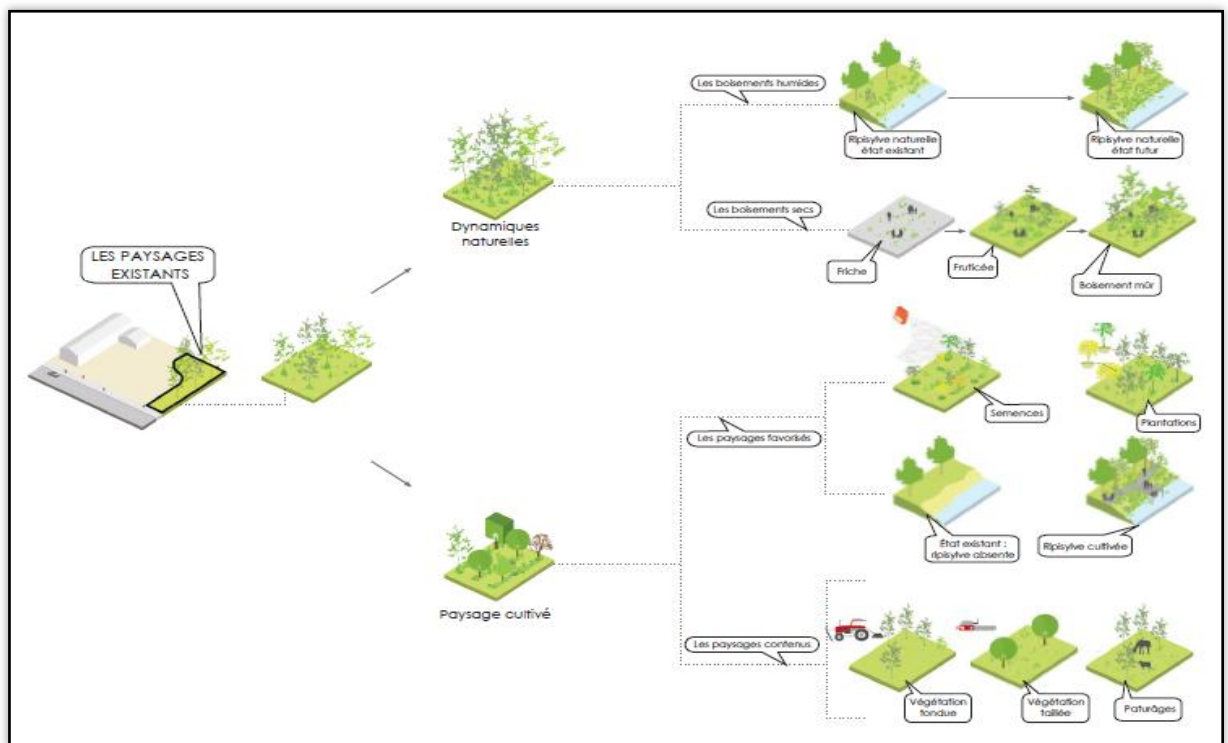 Les boisements humides
Ripisylve naturelle
état existant
Ripisylve naturelle
état futur
Les boisements secs
Dynamiques
naturelles
LES PAYSAGES
EXISTANTS
Friche
Fruticée
Boisement mûr
Semences
Plantations
Les paysages favorisés
État existant :
ripisylve absente
Ripisylve cultivée
Paysage cultivé
Les paysages contenus
Végétation
tondue
Végétation
taillée
Paturâges